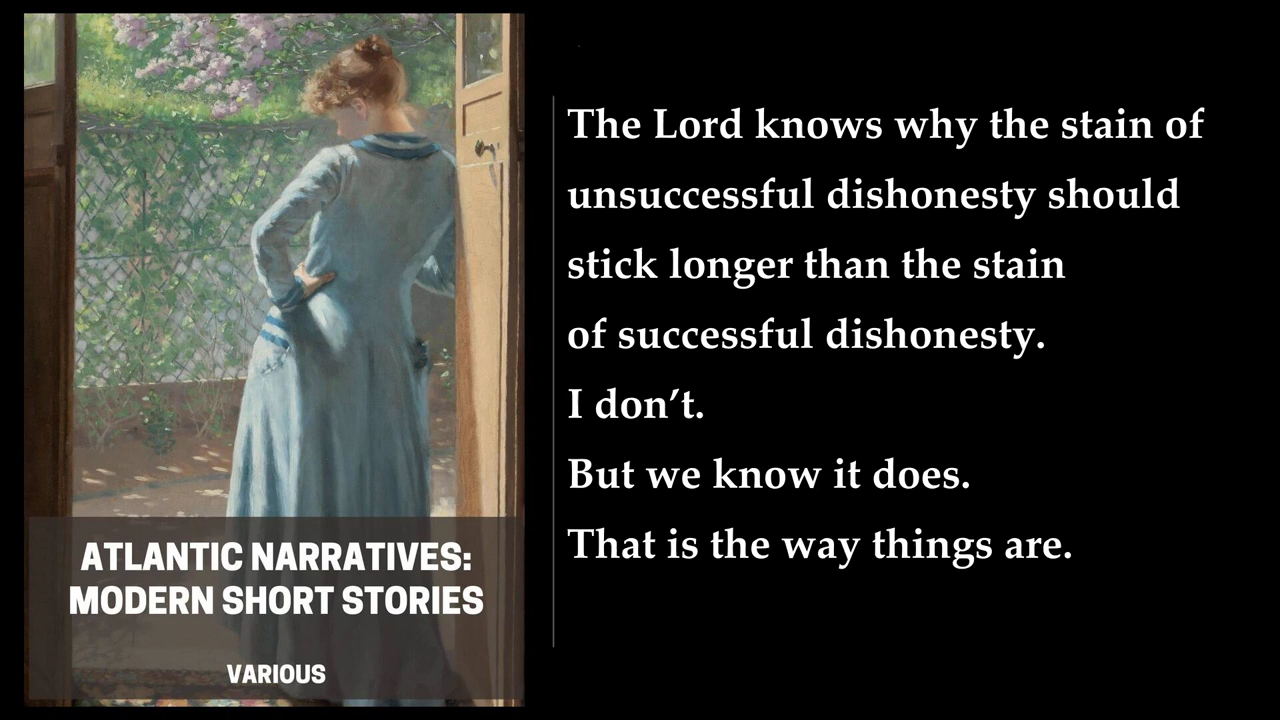 ATLANTIC NARRATIVES:
MODERN SHORT STORIES
VARIOUS
The Lord knows why the stain of
unsuccessful dishonesty should
stick longer than the stain
of successful dishonesty.
I don’t.
But we know it does.
That is the way things are.